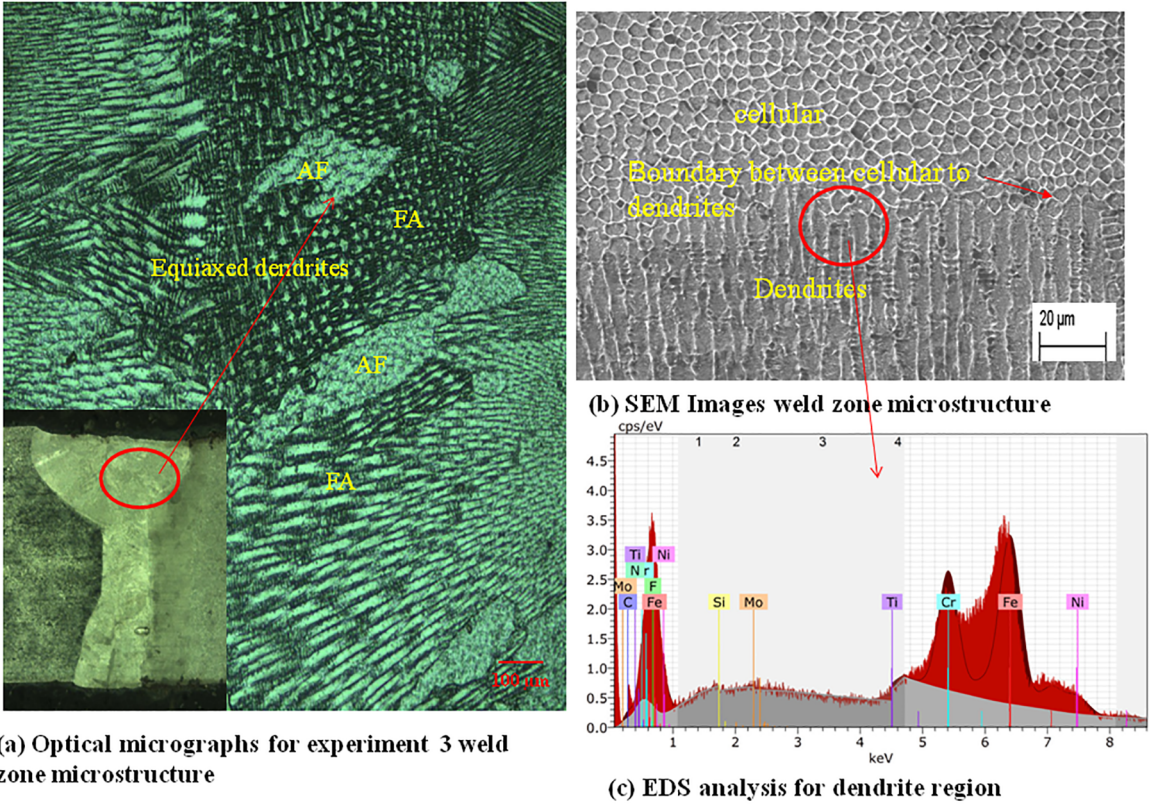 AF
FA
Equiaxed dendrites
AF
FA
100 μm
(a) Optical micrographs for experiment 3 weld
zone microstructure
cellular
Boundary between cellular to
dendrites
Dendrites
20 μm
(b) SEM Images weld zone microstructure
cps/eV
1 2 3 4
4.5
4.0
3.5
3.0
2.5
2.0
1.5
1.0
0.5
0.0
Ti Ni
N r
Mo F
C Fe Si Mo Ti Cr Fe Ni
1 2 3 4 5 6 7 8
keV
(c) EDS analysis for dendrite region